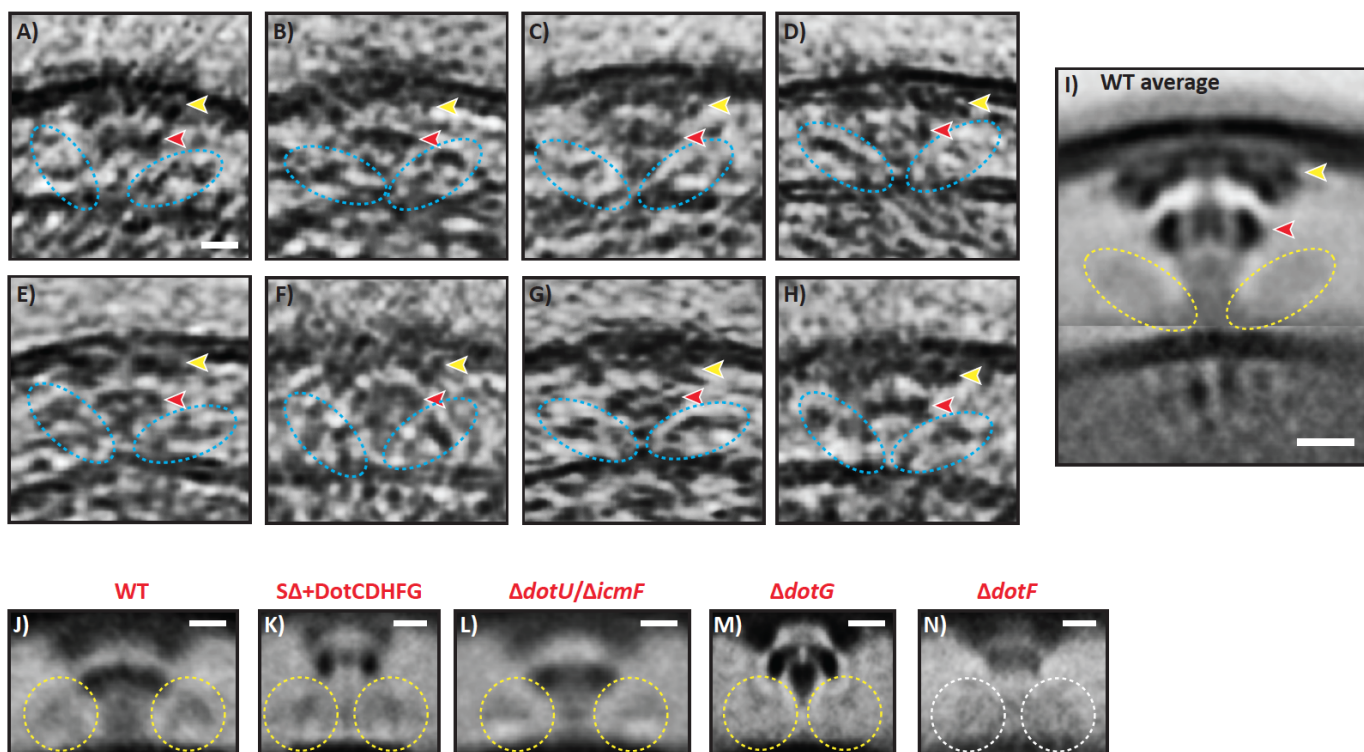 A)
B)
C)
D)
I) WT average
E)
F)
G)
H)
WT
SΔ+DotCDHFG
ΔdotU/ΔicmF
ΔdotG
ΔdotF
J)
K)
L)
M)
N)